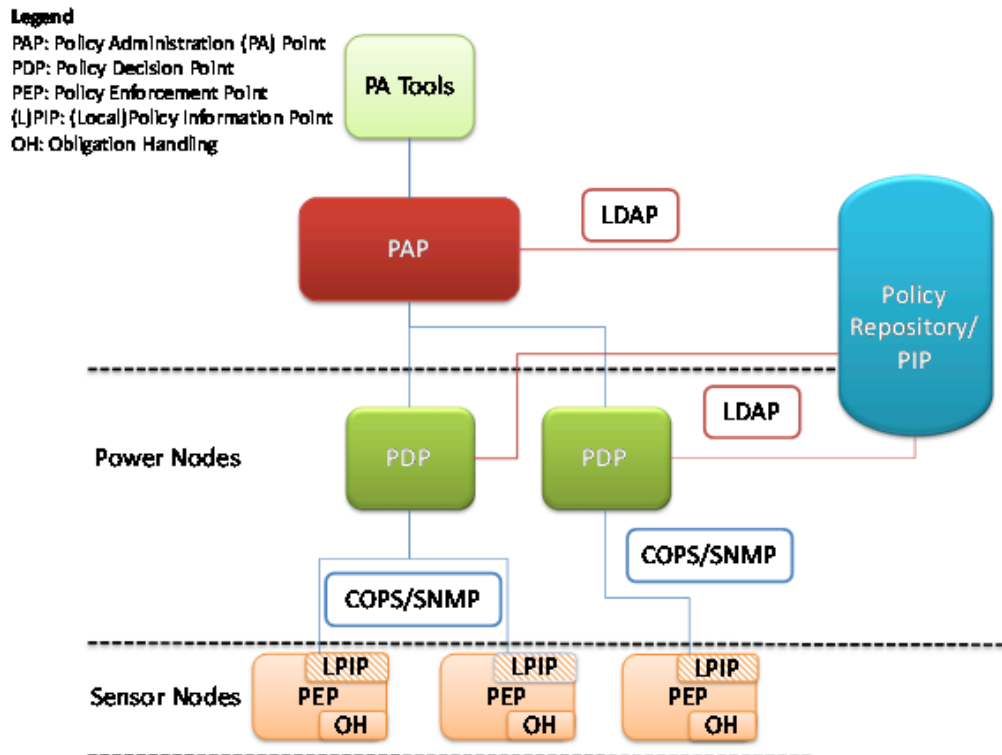 Legend
PAP: Policy Administration (PA) Point
PDP: Policy Decision Point
PEP: Policy Enforcement Point
(L)PIP: (Local)Policy Information Point
OH: Obligation Handling
PA Tools
LDAP
PAP
Policy
Repository/
PIP
LDAP
Power Nodes
PDP
PDP
COPS/SNMP
COPS/SNMP
Sensor Nodes
LPIP
PEP
OH
LPIP
PEP
OH
LPIP
PEP
OH